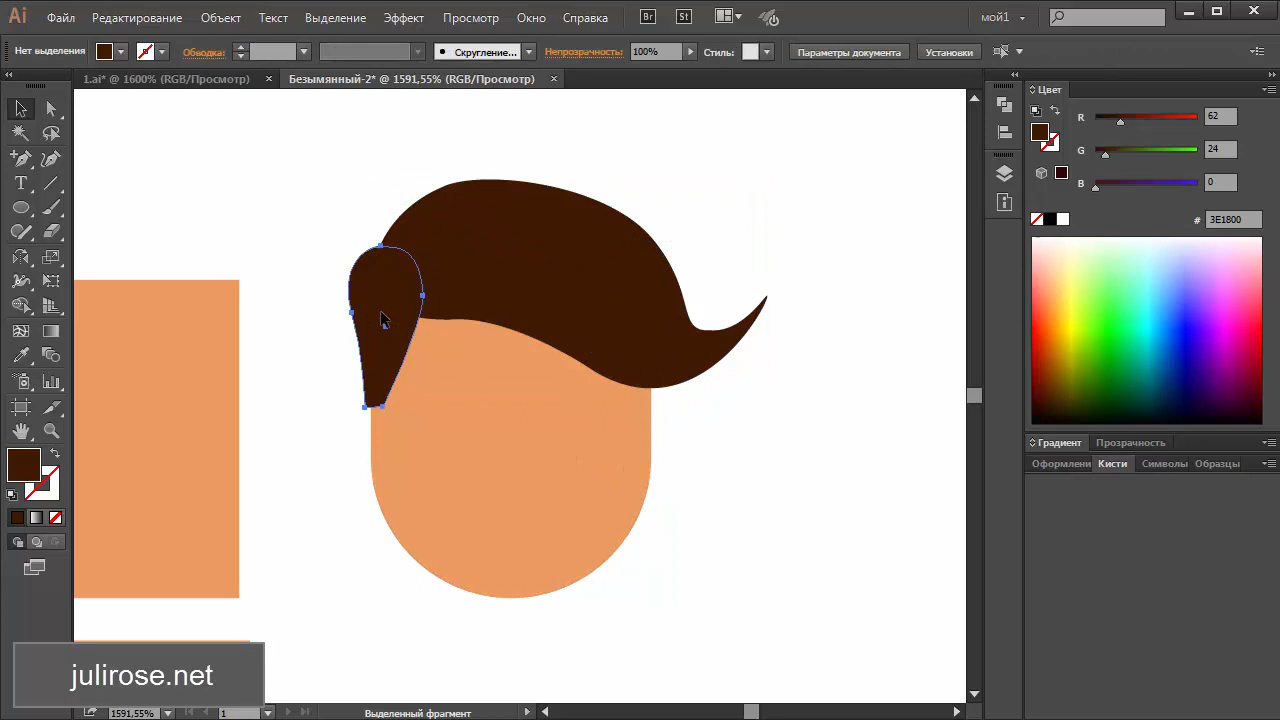 Ai Файл Редактирование Объект Текст Выделение Эффект Просмотр Окно Справка Br St мой1
Нет выделения Обводка: Скругление... Непрозрачность: 100% Стиль: Параметры документа Установки
1.ai* @ 1600% (RGB/Просмотр) × Безымянный-2* @ 1591,55% (RGB/Просмотр) ×
Цвет
R 62
G 24
B 0
# 3E1800
Градиент Прозрачность
Оформлени Кисти Символы Образцы
T
julirose.net
1591,55% 1 Выделенный фрагмент